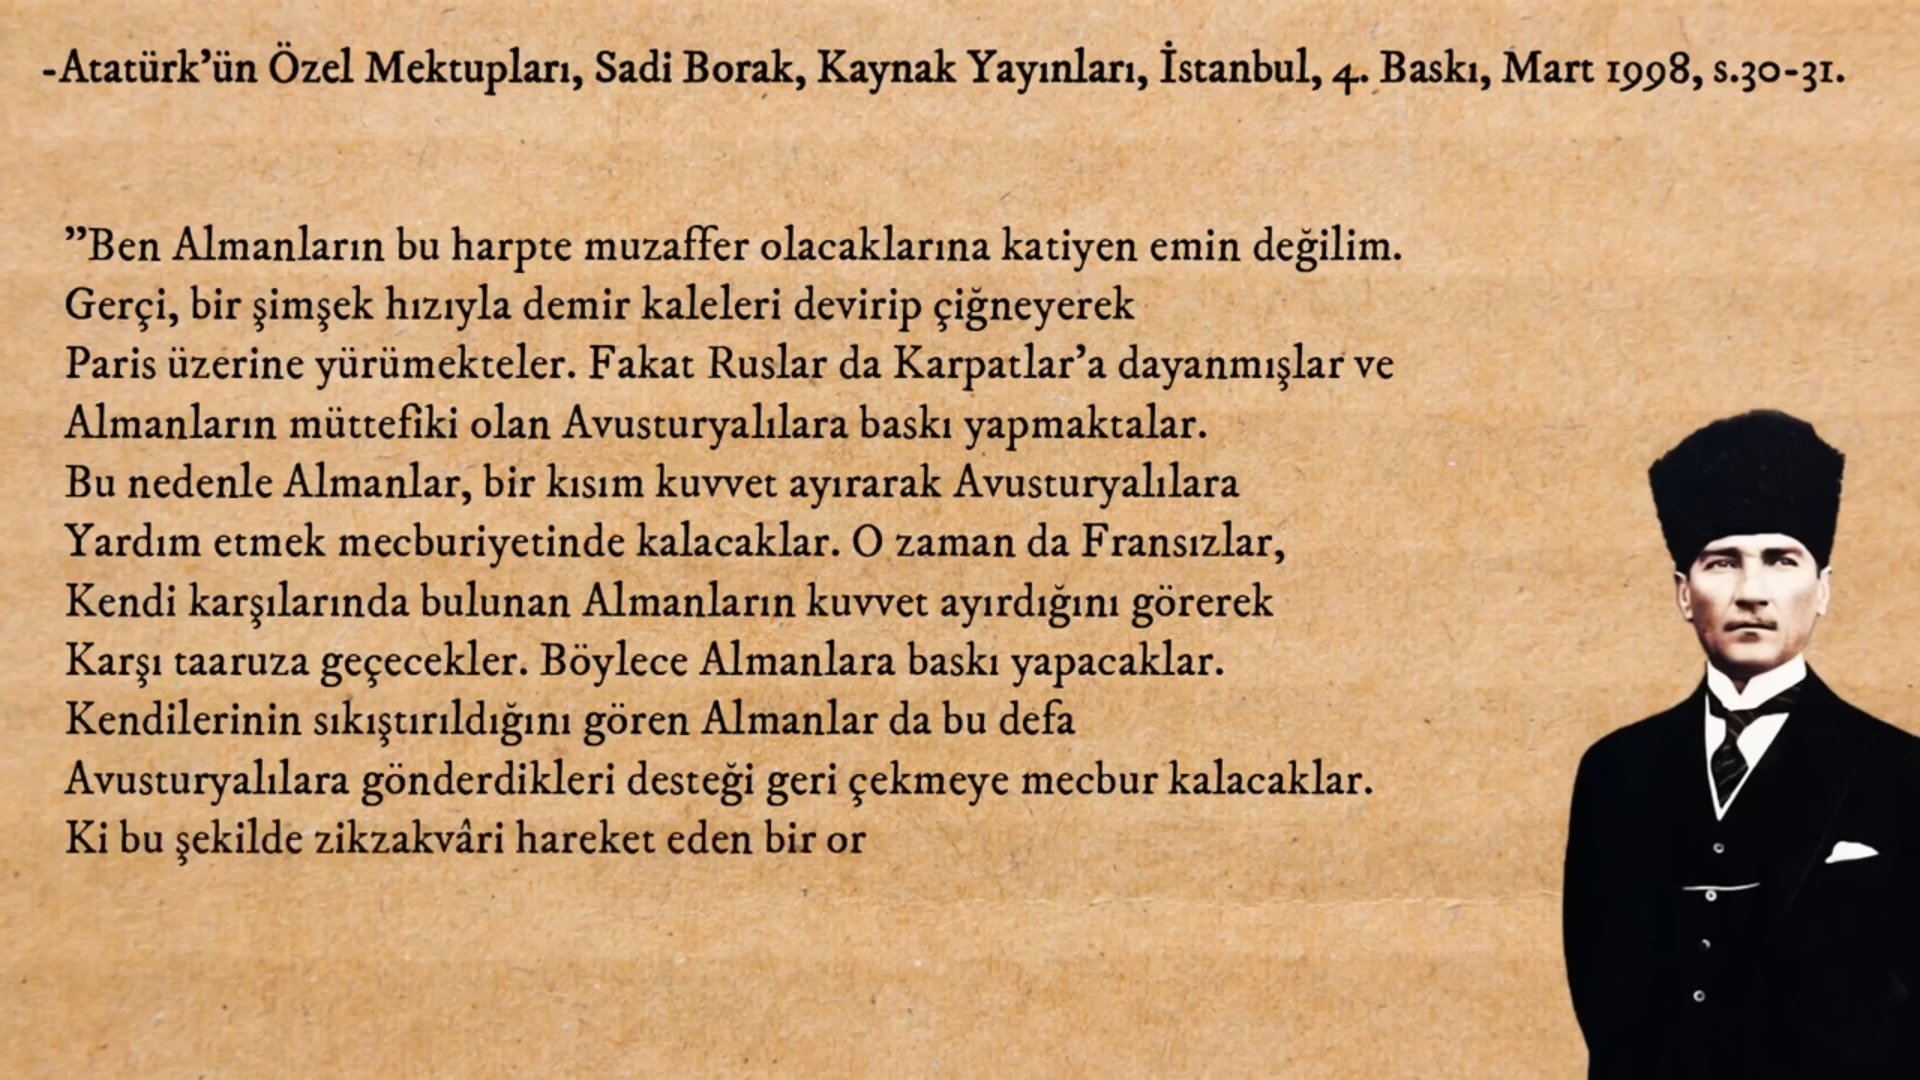 -Atatürk’ün Özel Mektupları, Sadi Borak, Kaynak Yayınları, İstanbul, 4. Baskı, Mart 1998, s.30-31.
”Ben Almanların bu harpte muzaffer olacaklarına katiyen emin değilim.
Gerçi, bir şimşek hızıyla demir kaleleri devirip çiğneyerek
Paris üzerine yürümekteler. Fakat Ruslar da Karpatlar’a dayanmışlar ve
Almanların müttefiki olan Avusturyalılara baskı yapmaktalar.
Bu nedenle Almanlar, bir kısım kuvvet ayırarak Avusturyalılara
Yardım etmek mecburiyetinde kalacaklar. O zaman da Fransızlar,
Kendi karşılarında bulunan Almanların kuvvet ayırdığını görerek
Karşı taaruza geçecekler. Böylece Almanlara baskı yapacaklar.
Kendilerinin sıkıştırıldığını gören Almanlar da bu defa
Avusturyalılara gönderdikleri desteği geri çekmeye mecbur kalacaklar.
Ki bu şekilde zikzakvâri hareket eden bir or